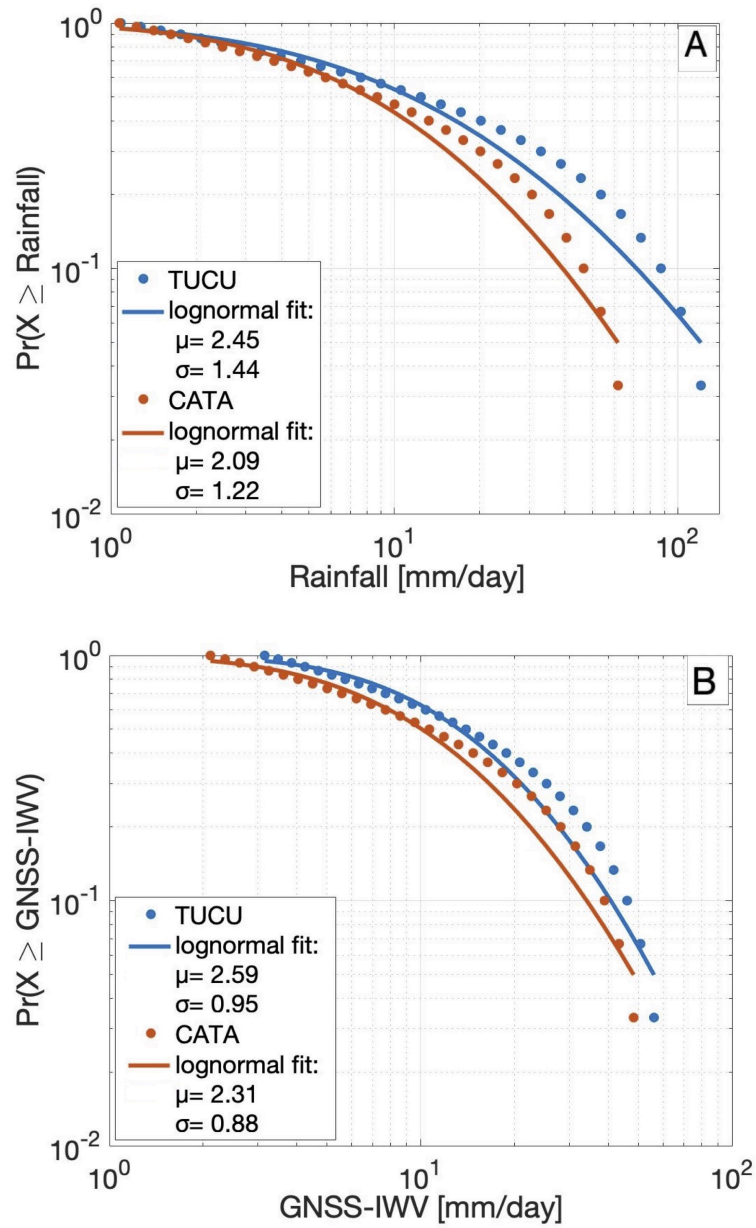 A
10⁰
10⁻¹
10⁻²
Pr(X ≥ Rainfall)
TUCU
lognormal fit:
μ= 2.45
σ= 1.44
CATA
lognormal fit:
μ= 2.09
σ= 1.22
10⁰ 10¹ 10²
Rainfall [mm/day]
B
10⁰
10⁻¹
10⁻²
Pr(X ≥ GNSS-IWV)
TUCU
lognormal fit:
μ= 2.59
σ= 0.95
CATA
lognormal fit:
μ= 2.31
σ= 0.88
10⁰ 10¹ 10²
GNSS-IWV [mm/day]